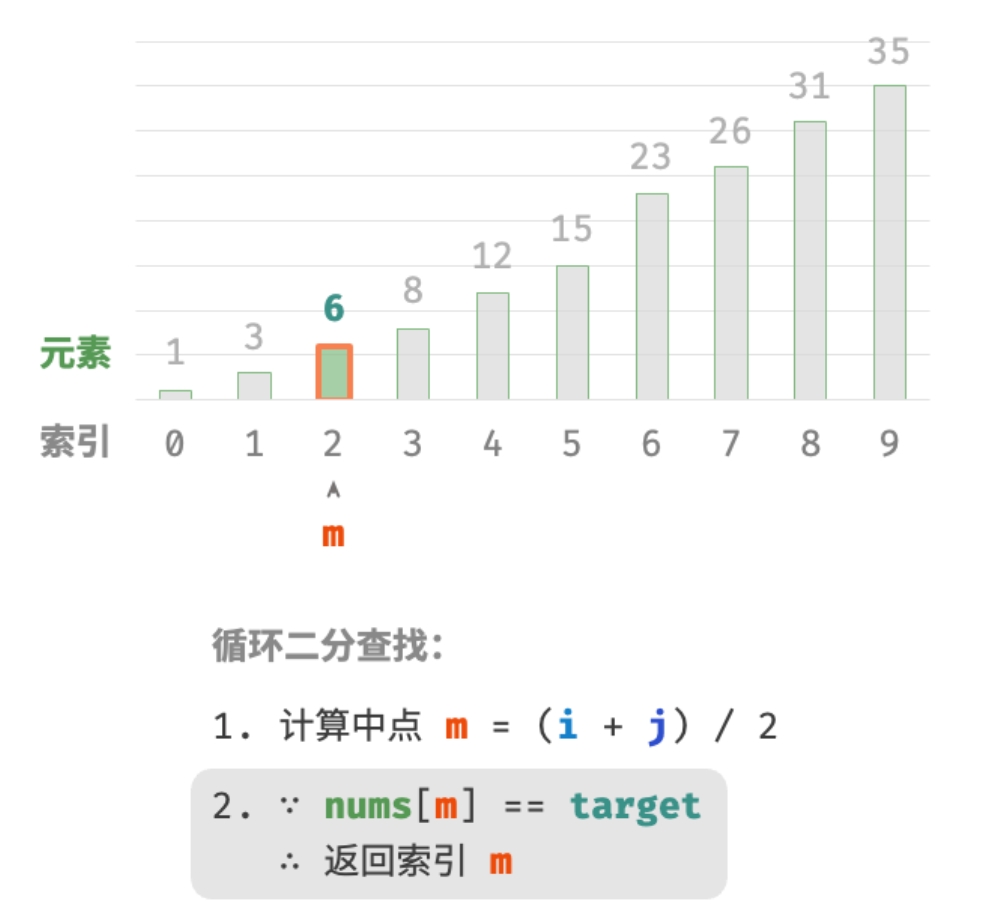 35
31
26
23
15
12
8
6
3
1
元素
索引 0 1 2 3 4 5 6 7 8 9
m
循环二分查找：
1. 计算中点 m = (i + j) / 2
2. ∵ nums[m] == target
∴ 返回索引 m